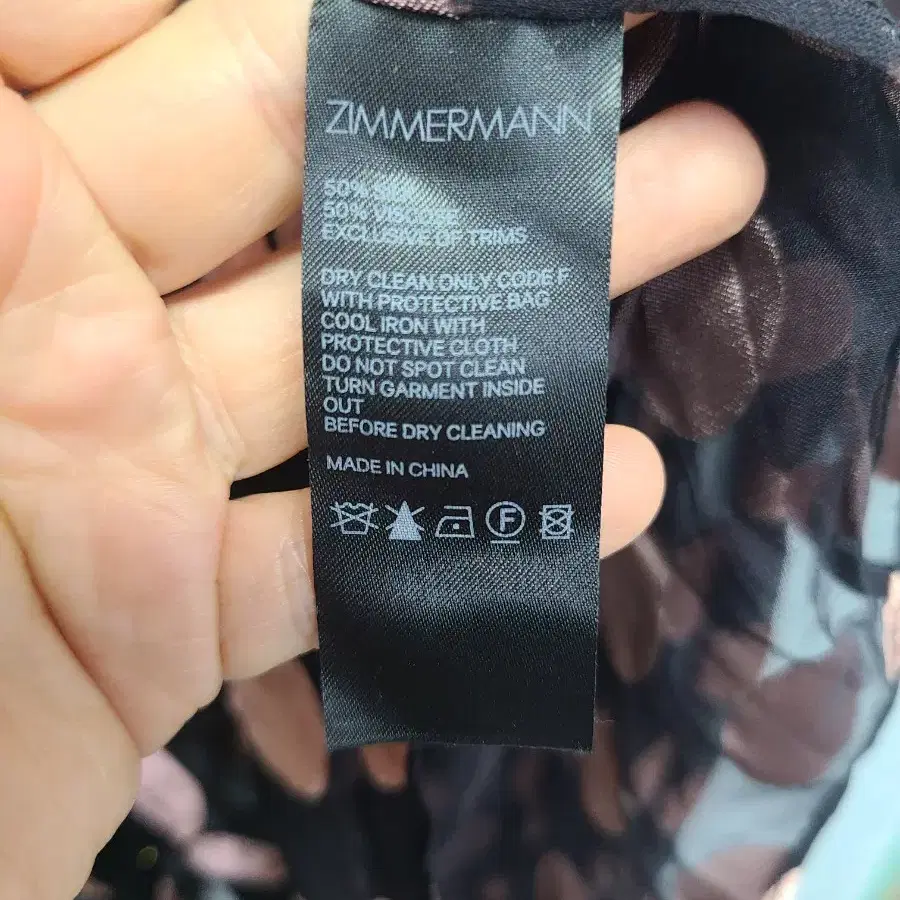 ZIMMERMANN
50% SILK
50% VISCOSE
EXCLUSIVE OF TRIMS
DRY CLEAN ONLY CODE F
WITH PROTECTIVE BAG
COOL IRON WITH
PROTECTIVE CLOTH
DO NOT SPOT CLEAN
TURN GARMENT INSIDE
OUT
BEFORE DRY CLEANING
MADE IN CHINA
F